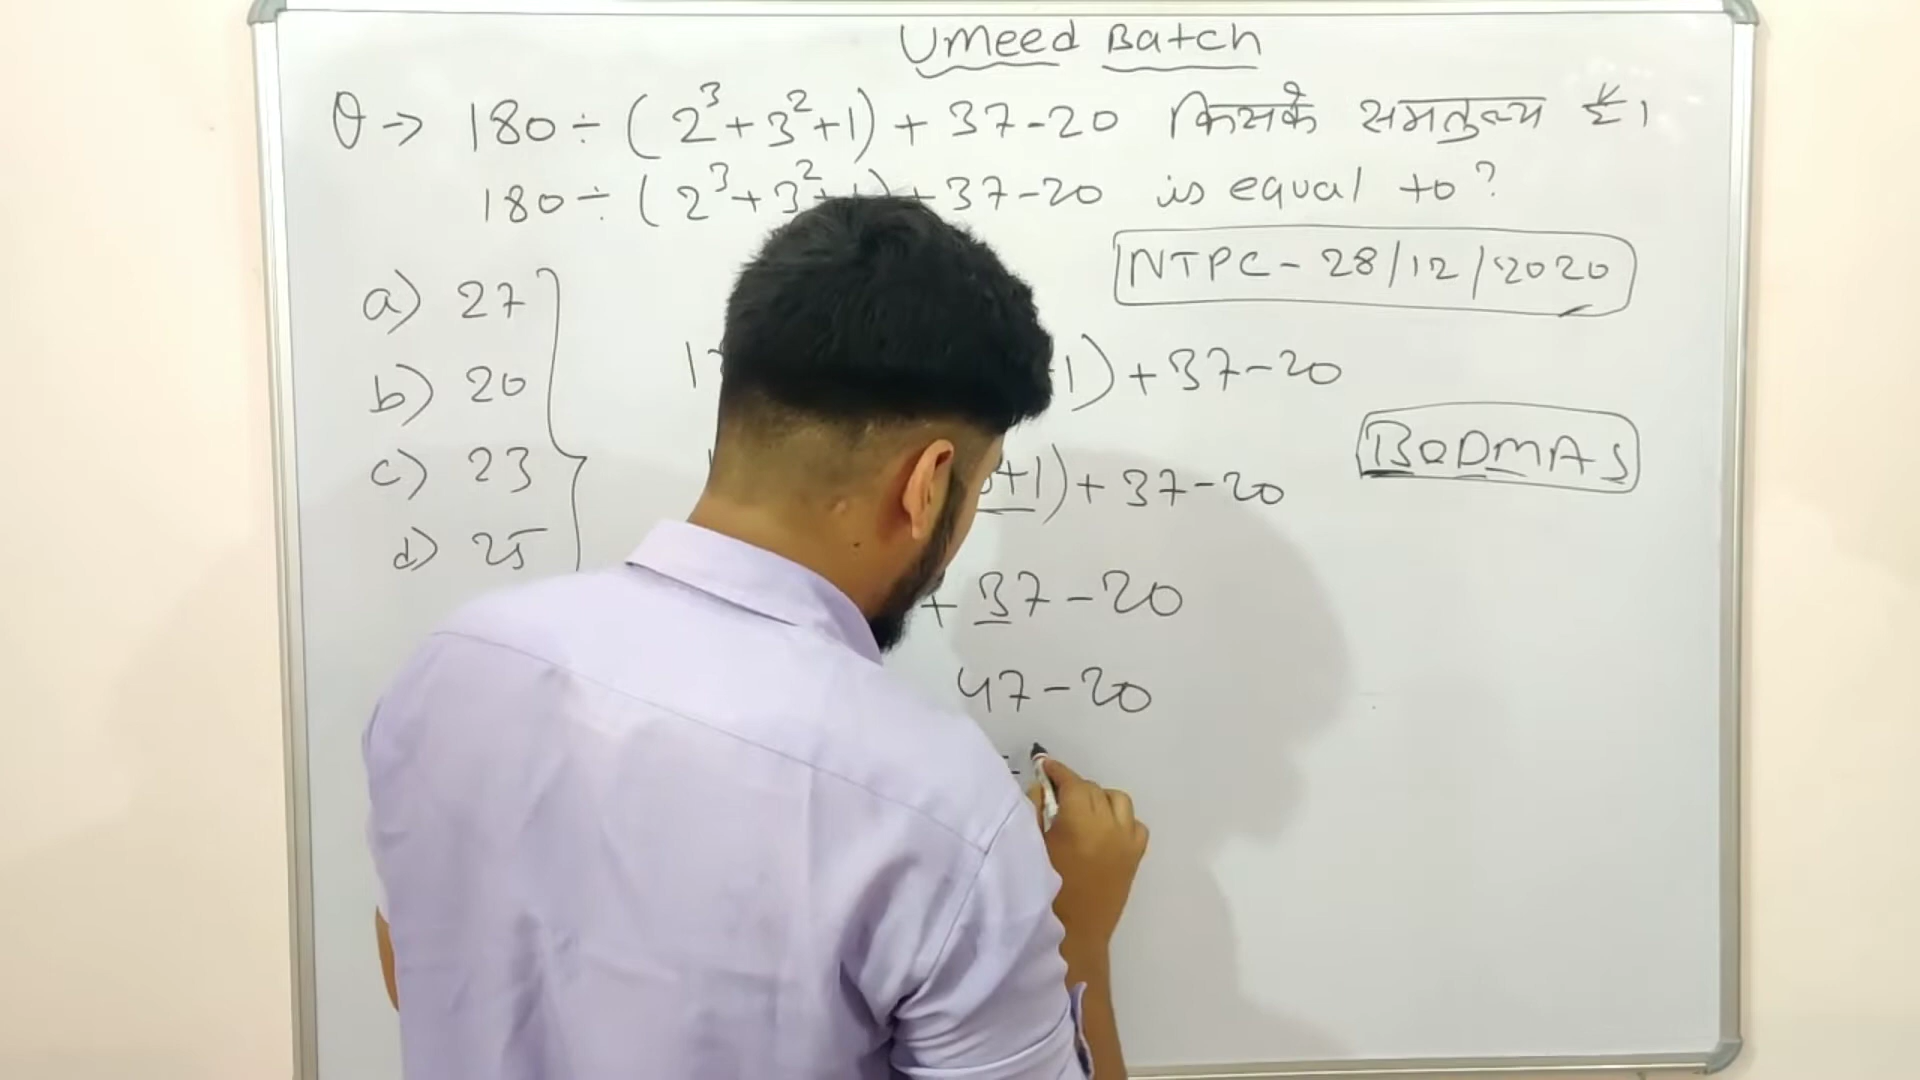 Umeed Batch
Q → 180 ÷ (2³ + 3² + 1) + 37 - 20 किसके समतुल्य है।
180 ÷ (2³ + 3² + 1) + 37 - 20 is equal to ?
NTPC - 28/12/2020
a) 27
b) 20
c) 23
d) 25
1) + 37 - 20
BODMAS
+1) + 37 - 20
+ 37 - 20
47 - 20
=